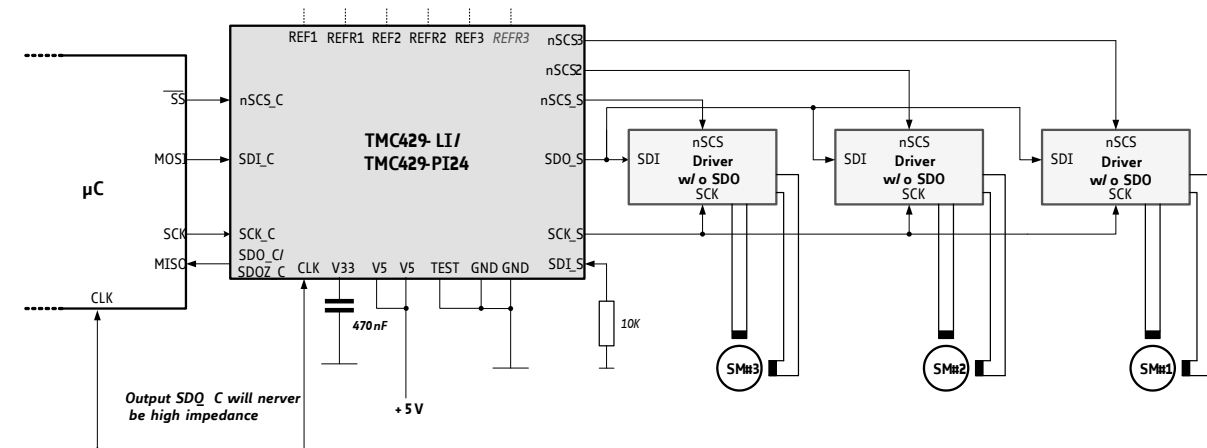 REF1 REFR1 REF2 REFR2 REF3 REFR3
nSCS3
nSCS2
SS nSCS_C nSCS_S
TMC429-LI/
TMC429-PI24
MOSI SDI_C SDO_S
µC
SCK SCK_C SCK_S
MISO SDO_C/
SDOZ_C
CLK V33 V5 V5 TEST GND GND SDI_S
nSCS
SDI Driver
w/o SDO
SCK
nSCS
SDI Driver
w/o SDO
SCK
nSCS
SDI Driver
w/o SDO
SCK
CLK
470nF
10K
SM#3 SM#2 SM#1
Output SDO_C will nerver
be high impedance
+5V